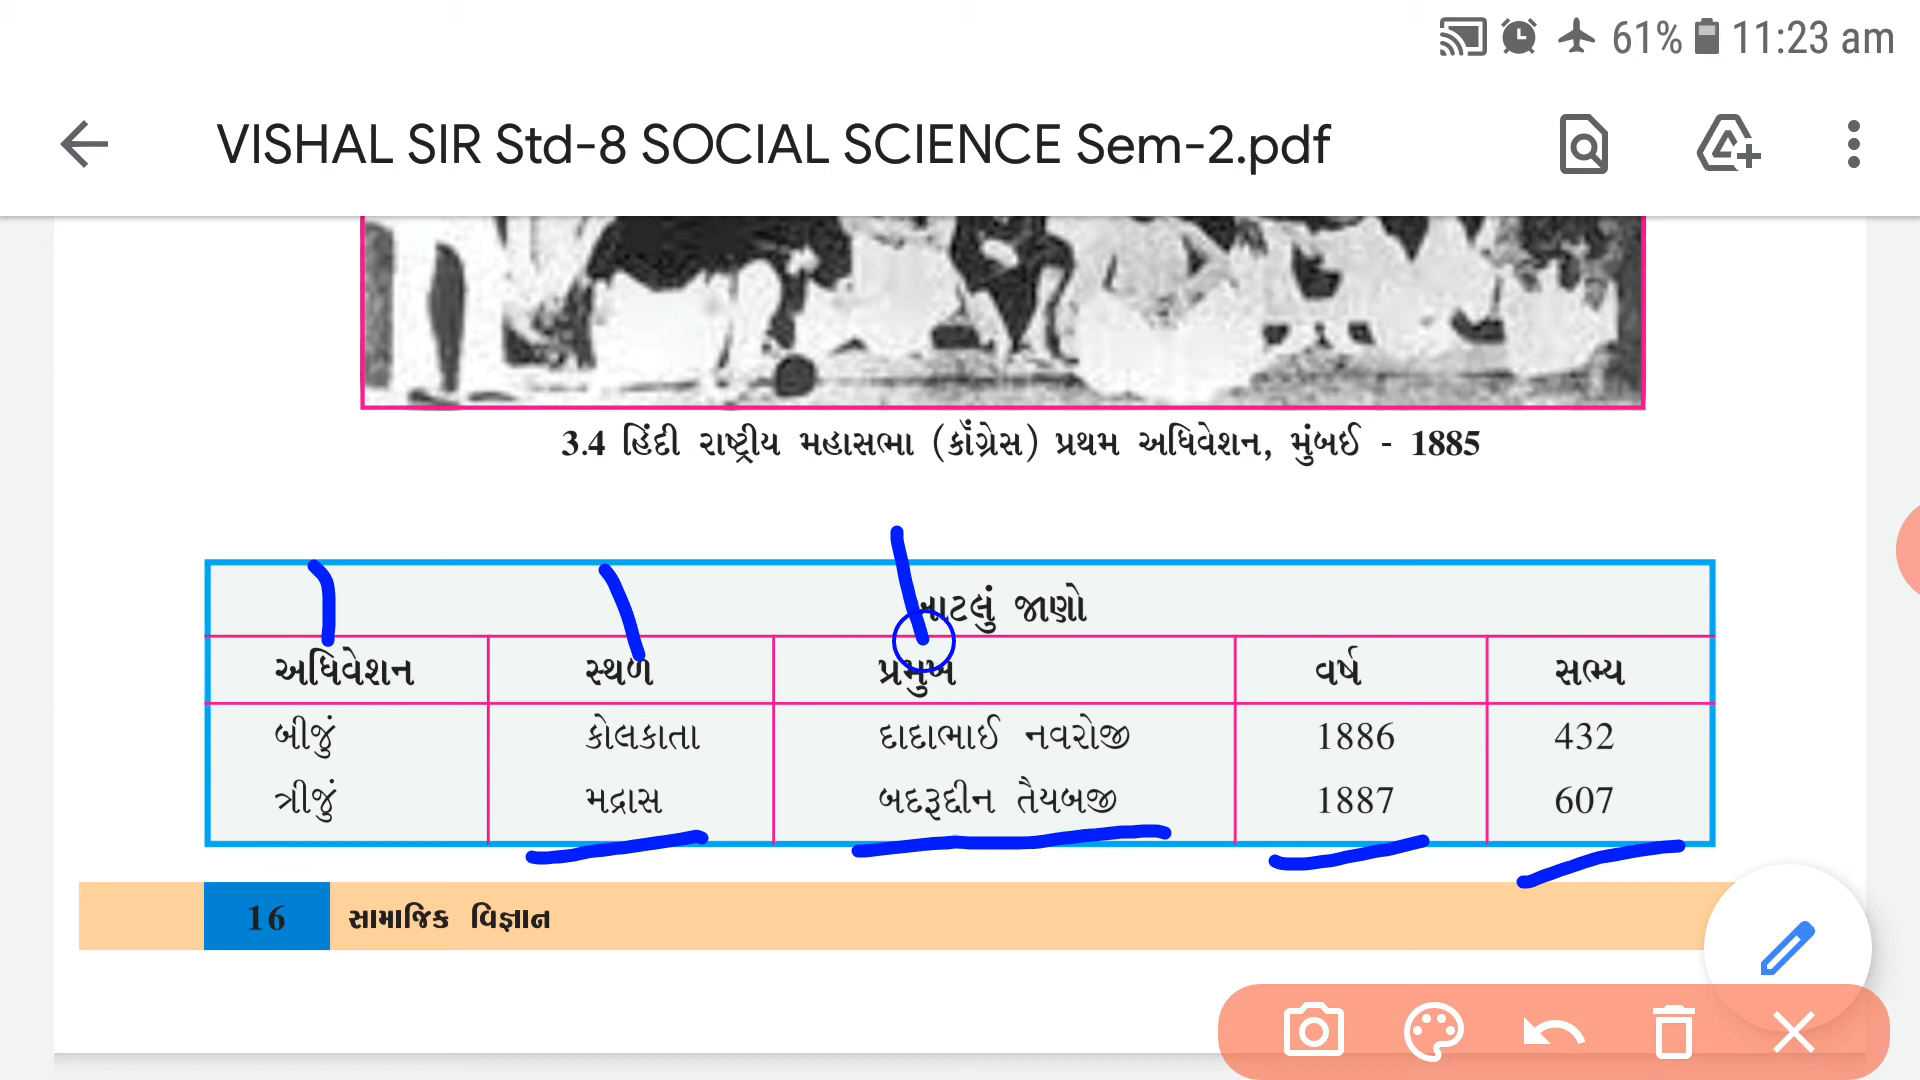 61% 11:23 am
VISHAL SIR Std-8 SOCIAL SCIENCE Sem-2.pdf
3.4 હિંદી રાષ્ટ્રીય મહાસભા (કૉંગ્રેસ) પ્રથમ અધિવેશન, મુંબઈ - 1885
જાણો
અધિવેશન સ્થળ પ્રમુખ વર્ષ સભ્ય
બીજું કોલકાતા દાદાભાઈ નવરોજી 1886 432
ત્રીજું મદ્રાસ બદરૂદ્દીન તૈયબજી 1887 607
16 સામાજિક વિજ્ઞાન